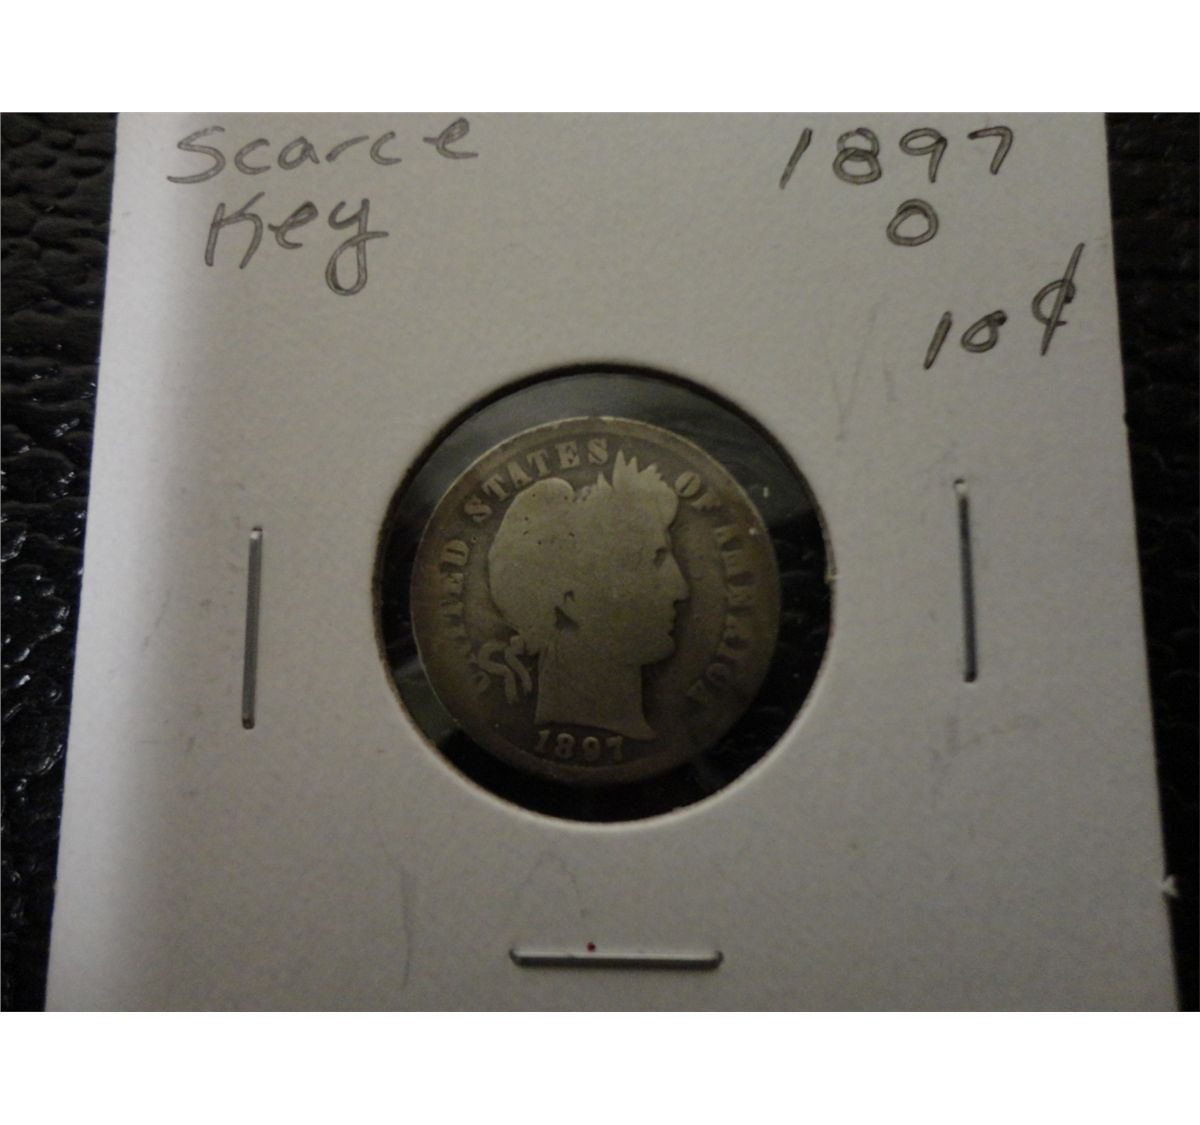 Scarce
Key
1897
O
10¢
UNITED STATES OF AMERICA
1897